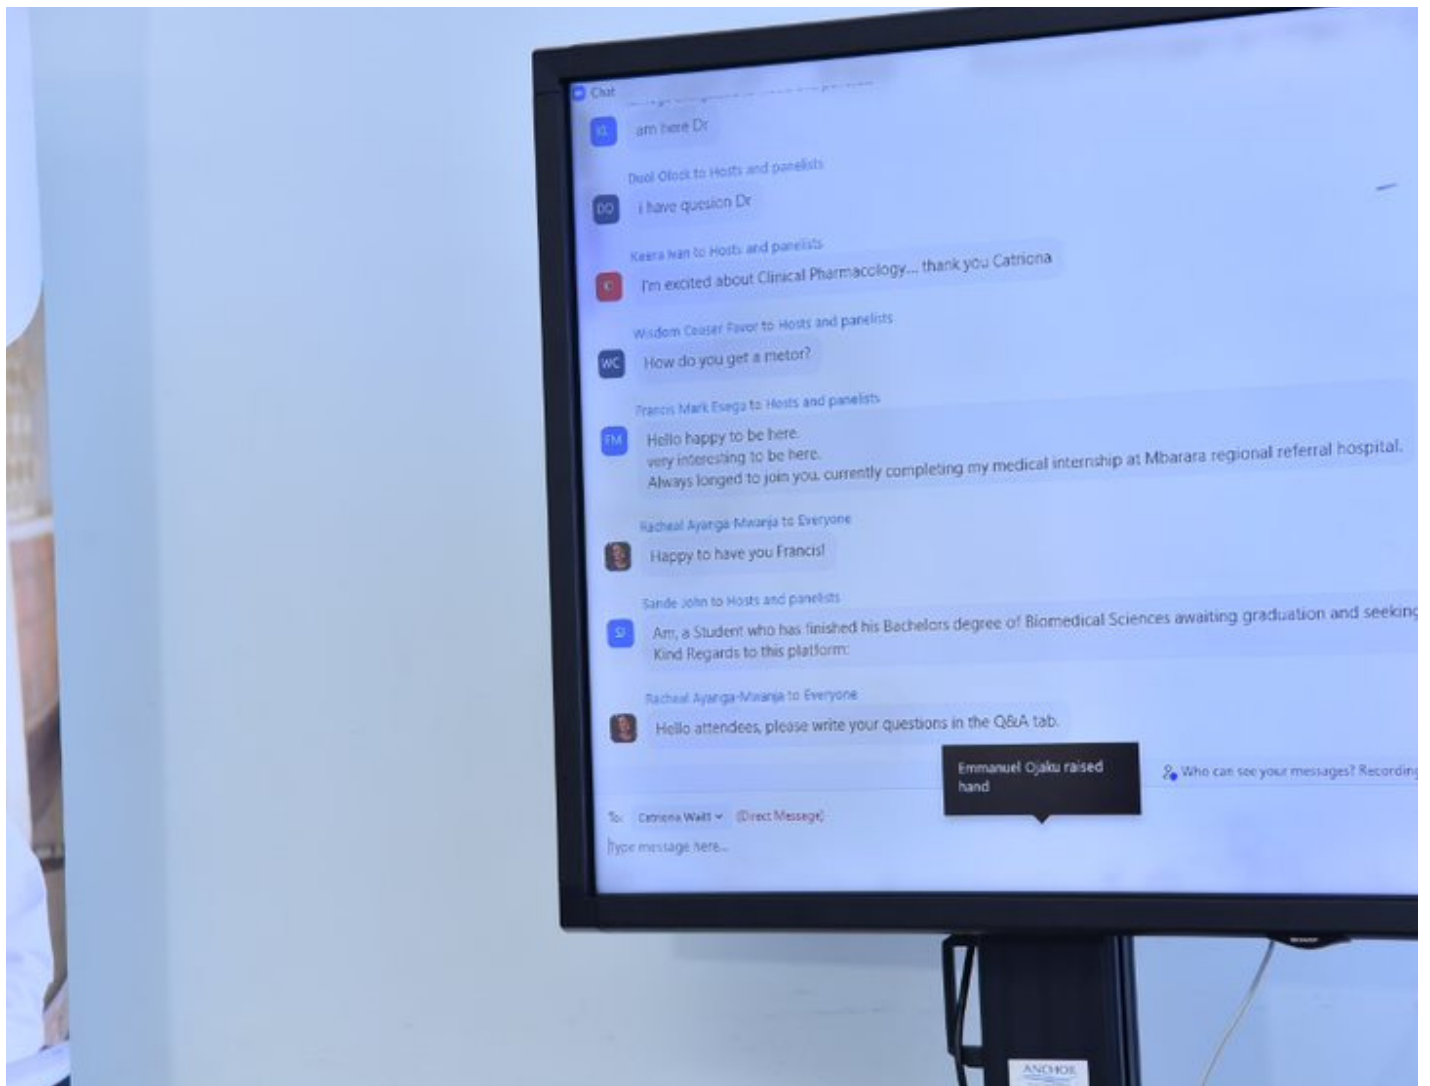 Chat
KL
am here Dr
Duol Olock to Hosts and panelists
DO
i have quesion Dr
Keera Ivan to Hosts and panelists
KI
I'm excited about Clinical Pharmacology... thank you Catriona
Wisdom Ceaser Favor to Hosts and panelists
WC
How do you get a metor?
Francis Mark Esega to Hosts and panelists
FM
Hello happy to be here.
very interesting to be here.
Always longed to join you, currently completing my medical internship at Mbarara regional referral hospital.
Racheal Ayanga-Mwanja to Everyone
Happy to have you Francis!
Sande John to Hosts and panelists
SJ
Am, a Student who has finished his Bachelors degree of Biomedical Sciences awaiting graduation and seeking
Kind Regards to this platform:
Racheal Ayanga-Mwanja to Everyone
Hello attendees, please write your questions in the Q&A tab.
Emmanuel Ojaku raised
hand
Who can see your messages? Recording
To: Catriona Waitt (Direct Message)
Type message here...
ANCHOR